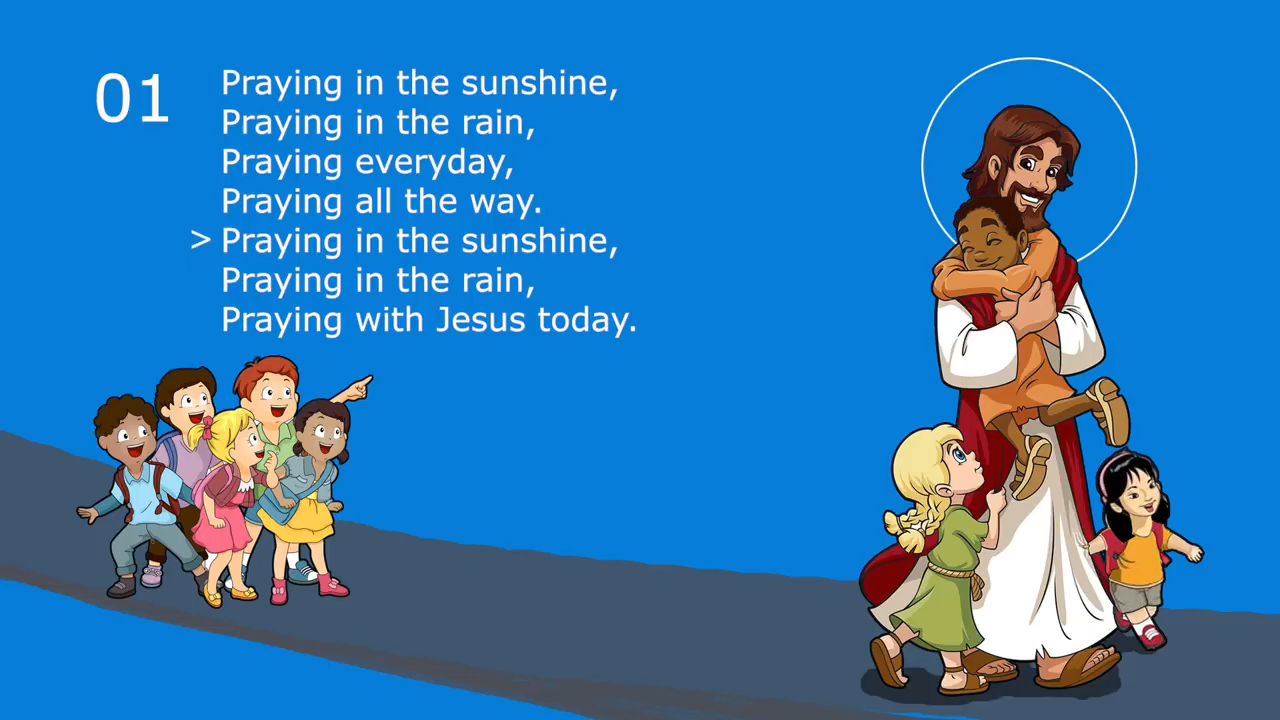 01
Praying in the sunshine,
Praying in the rain,
Praying everyday,
Praying all the way.
> Praying in the sunshine,
Praying in the rain,
Praying with Jesus today.